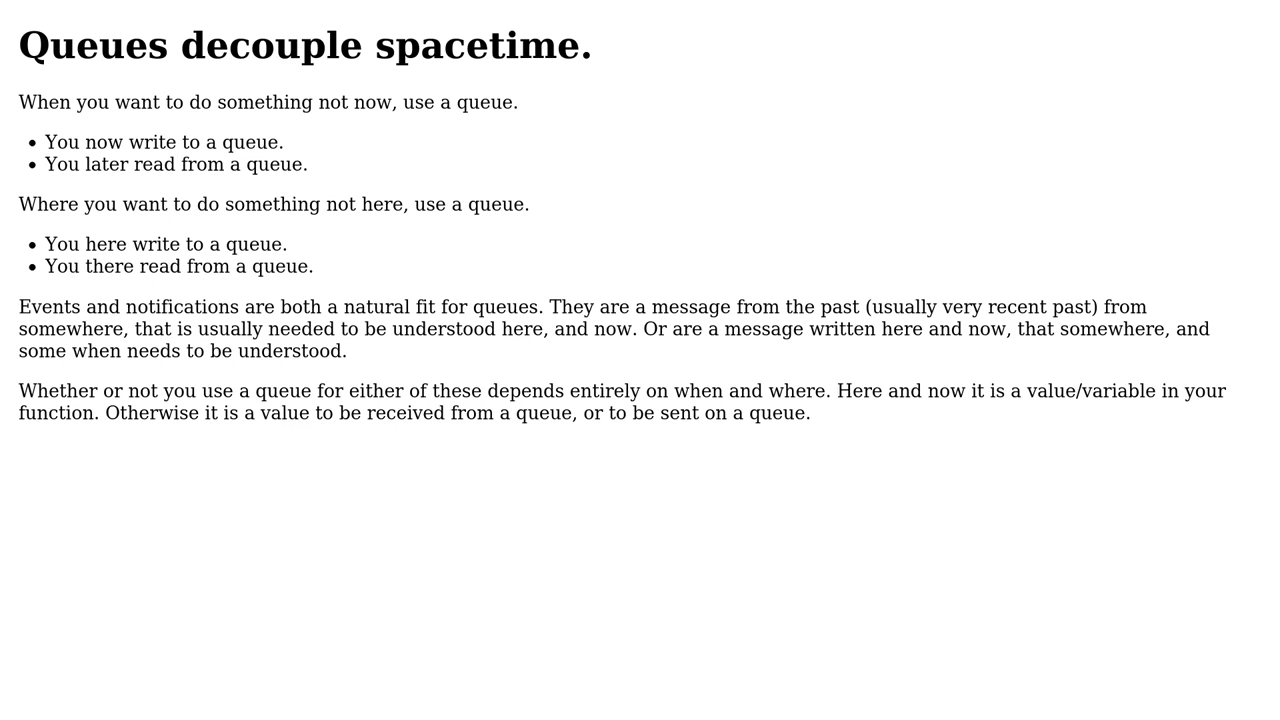 Queues decouple spacetime.
When you want to do something not now, use a queue.
• You now write to a queue.
• You later read from a queue.
Where you want to do something not here, use a queue.
• You here write to a queue.
• You there read from a queue.
Events and notifications are both a natural fit for queues. They are a message from the past (usually very recent past) from
somewhere, that is usually needed to be understood here, and now. Or are a message written here and now, that somewhere, and
some when needs to be understood.
Whether or not you use a queue for either of these depends entirely on when and where. Here and now it is a value/variable in your
function. Otherwise it is a value to be received from a queue, or to be sent on a queue.